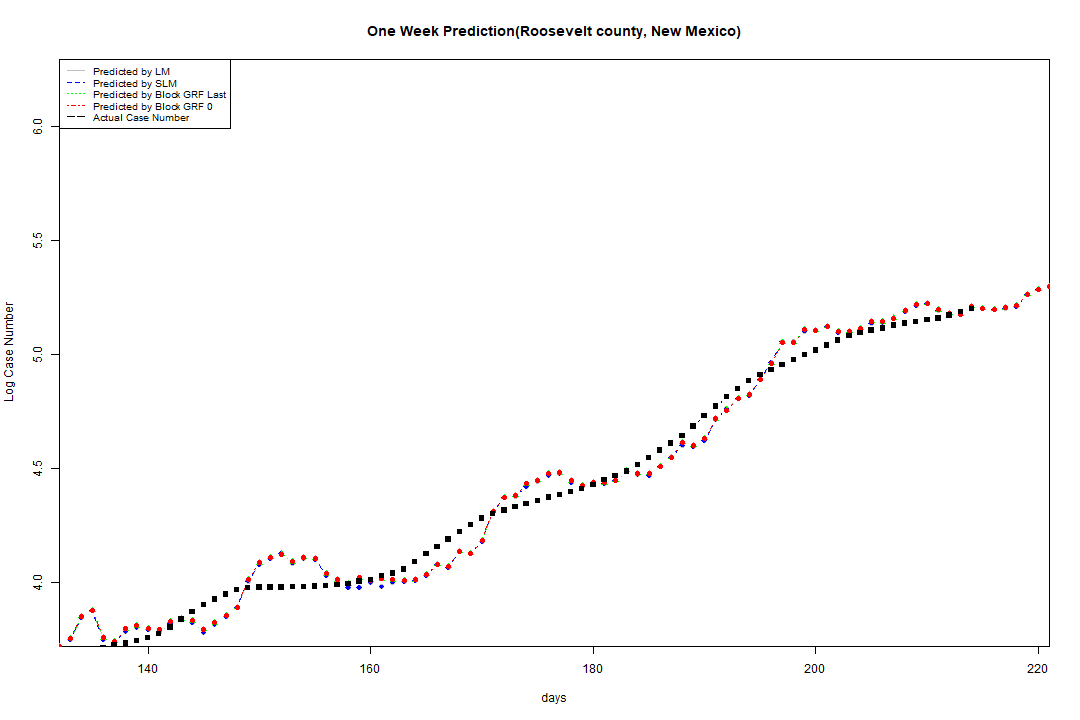 One Week Prediction(Roosevelt county, New Mexico)
Predicted by LM
Predicted by SLM
Predicted by Block GRF Last
Predicted by Block GRF 0
Actual Case Number
6.0
5.5
5.0
4.5
4.0
Log Case Number
140 160 180 200 220
days